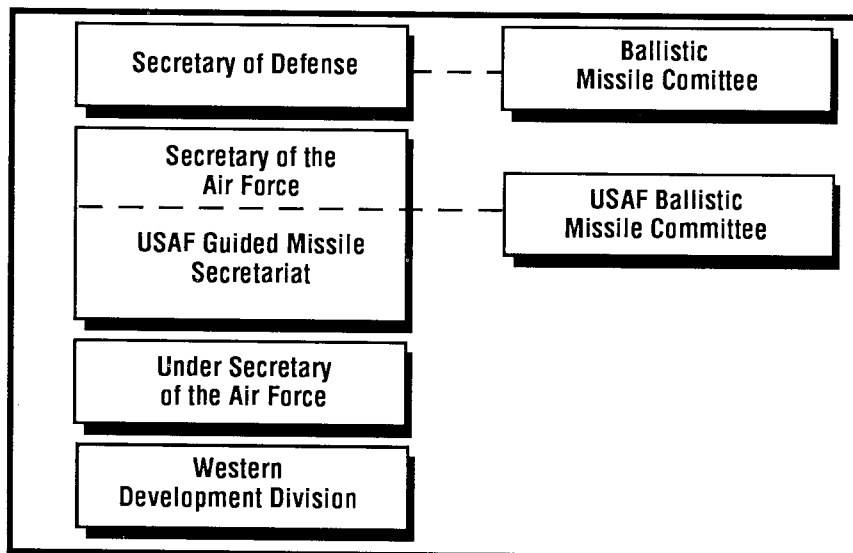 Secretary of Defense
Ballistic
Missile Comittee
Secretary of the
Air Force
USAF Guided Missile
Secretariat
USAF Ballistic
Missile Committee
Under Secretary
of the Air Force
Western
Development Division